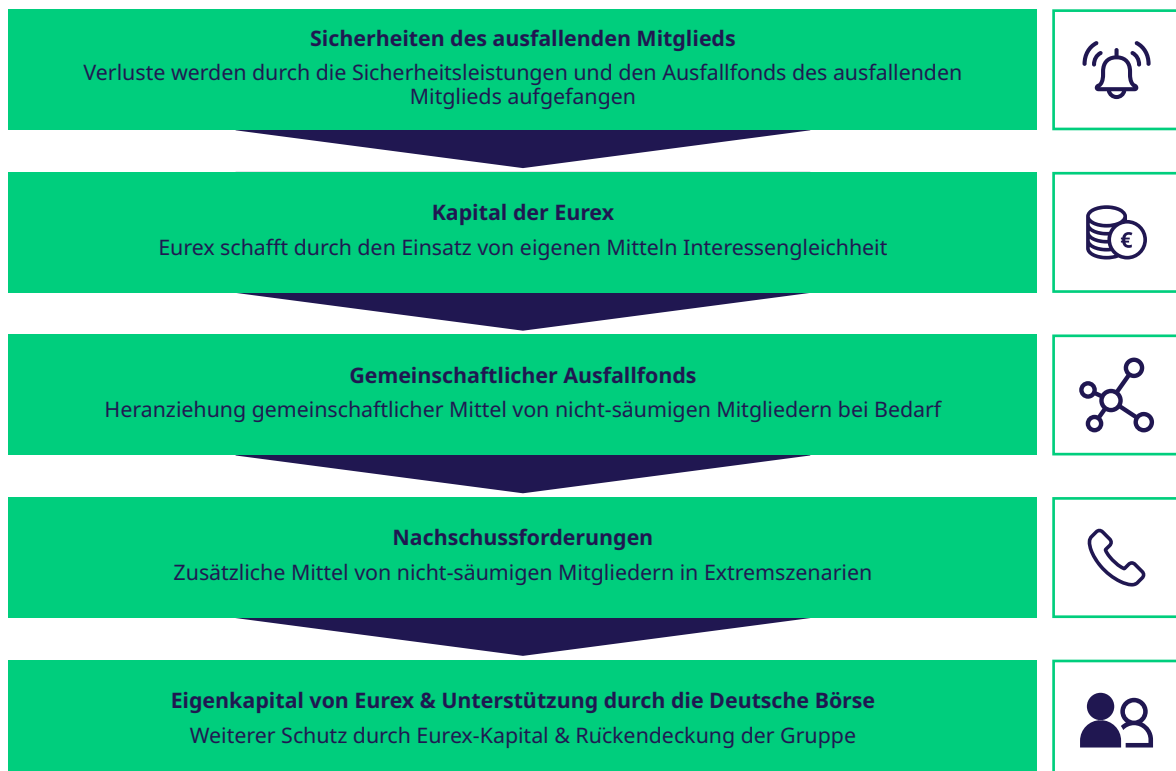 Sicherheiten des ausfallenden Mitglieds
Verluste werden durch die Sicherheitsleistungen und den Ausfallfonds des ausfallenden
Mitglieds aufgefangen
Kapital der Eurex
Eurex schafft durch den Einsatz von eigenen Mitteln Interessengleichheit
€
Gemeinschaftlicher Ausfallfonds
Heranziehung gemeinschaftlicher Mittel von nicht-säumigen Mitgliedern bei Bedarf
Nachschussforderungen
Zusätzliche Mittel von nicht-säumigen Mitgliedern in Extremszenarien
Eigenkapital von Eurex & Unterstützung durch die Deutsche Börse
Weiterer Schutz durch Eurex-Kapital & Rückendeckung der Gruppe